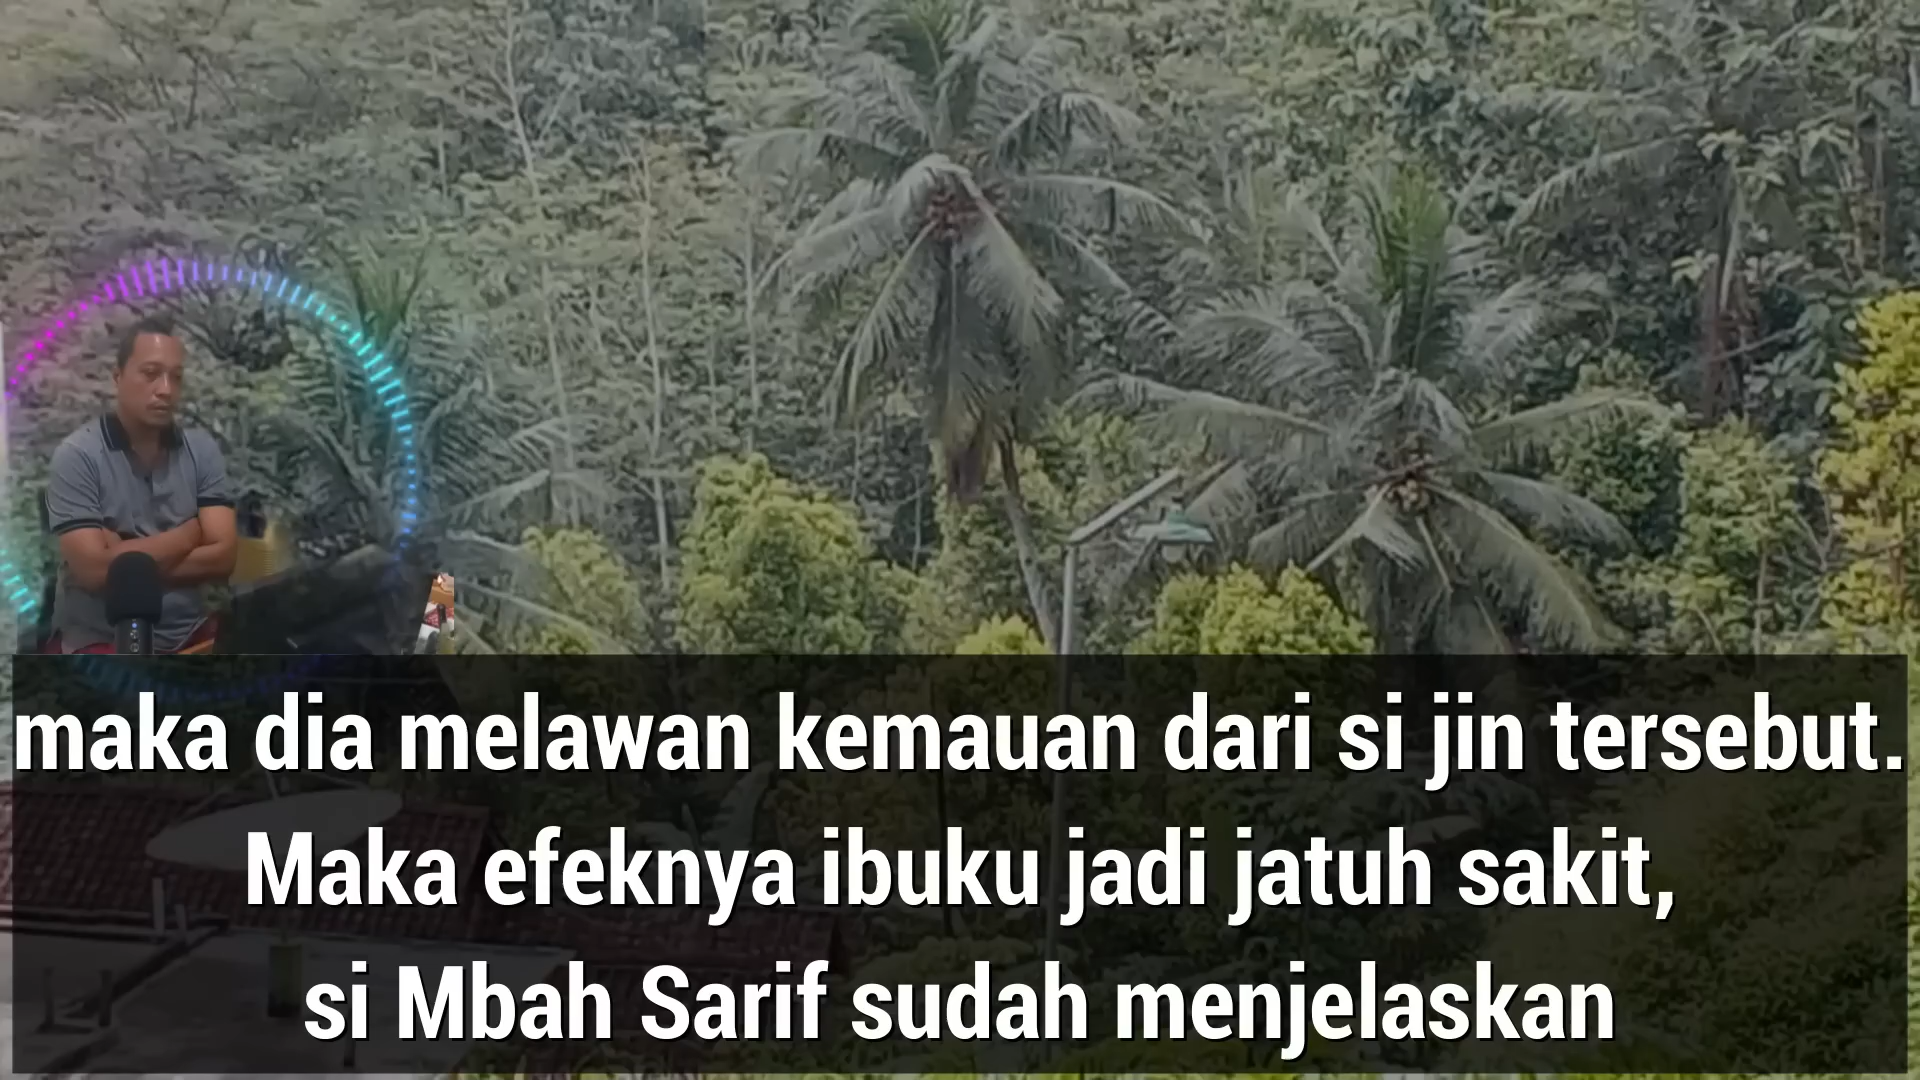 maka dia melawan kemauan dari si jin tersebut.
Maka efeknya ibuku jadi jatuh sakit,
si Mbah Sarif sudah menjelaskan